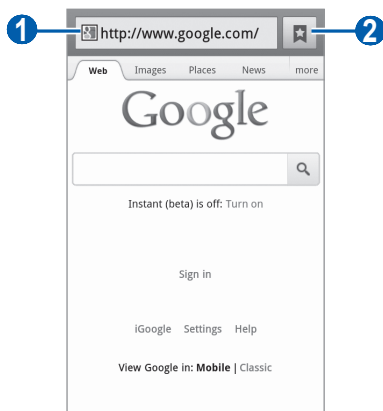 1 http://www.google.com/ 2
Web Images Places News more
Google
Instant (beta) is off: Turn on
Sign in
iGoogle Settings Help
View Google in: Mobile | Classic